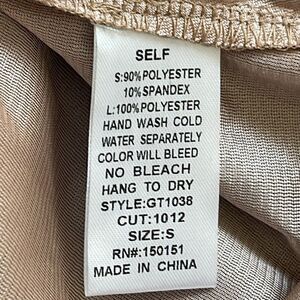 SELF
S:90%POLYESTER
10%SPANDEX
L:100%POLYESTER
HAND WASH COLD
WATER SEPARATELY
COLOR WILL BLEED
NO BLEACH
HANG TO DRY
STYLE:GT1038
CUT:1012
SIZE:S
RN#:150151
MADE IN CHINA